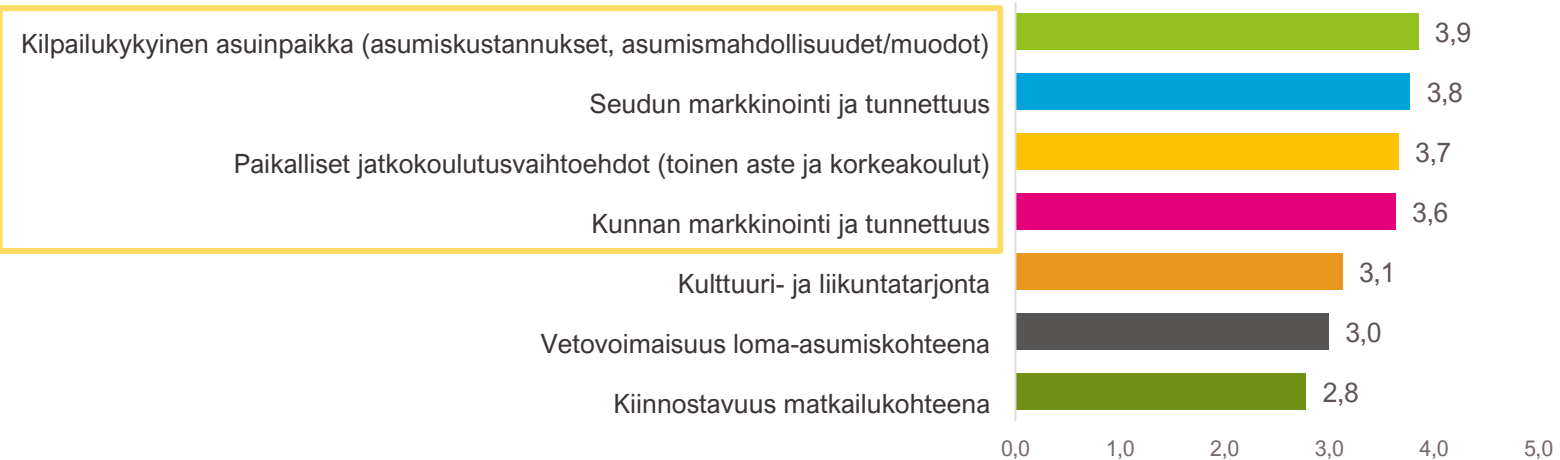 Kilpailukykyinen asuinpaikka (asumiskustannukset, asumismahdollisuudet/muodot) 3,9
Seudun markkinointi ja tunnettuus 3,8
Paikalliset jatkokoulutusvaihtoehdot (toinen aste ja korkeakoulut) 3,7
Kunnan markkinointi ja tunnettuus 3,6
Kulttuuri- ja liikuntatarjonta 3,1
Vetovoimaisuus loma-asumiskohteena 3,0
Kiinnostavuus matkailukohteena 2,8
0,0 1,0 2,0 3,0 4,0 5,0